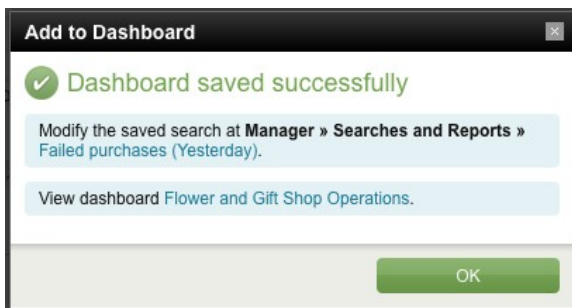 Add to Dashboard
Dashboard saved successfully
Modify the saved search at Manager » Searches and Reports »
Failed purchases (Yesterday).
View dashboard Flower and Gift Shop Operations.
OK